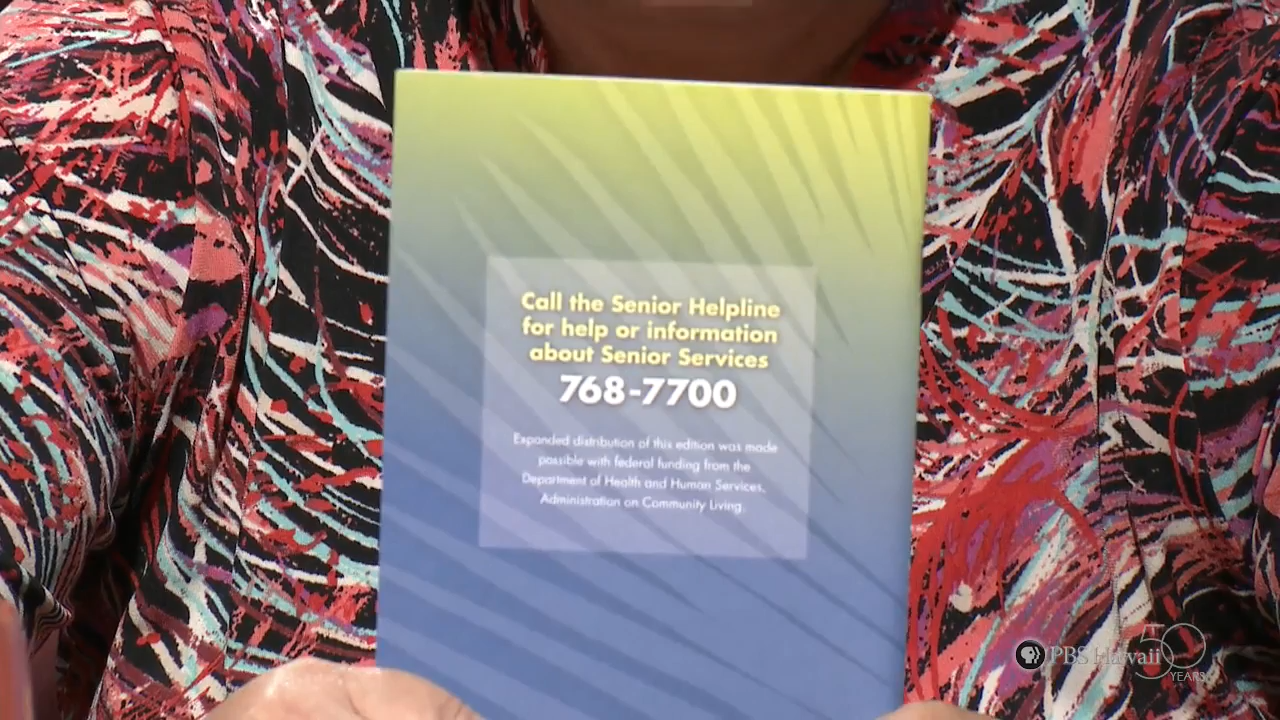 Call the Senior Helpline
for help or information
about Senior Services
768-7700
Expanded distribution of this edition was made
possible with federal funding from the
Department of Health and Human Services,
Administration on Community Living.
PBS Hawaii 50
YEARS